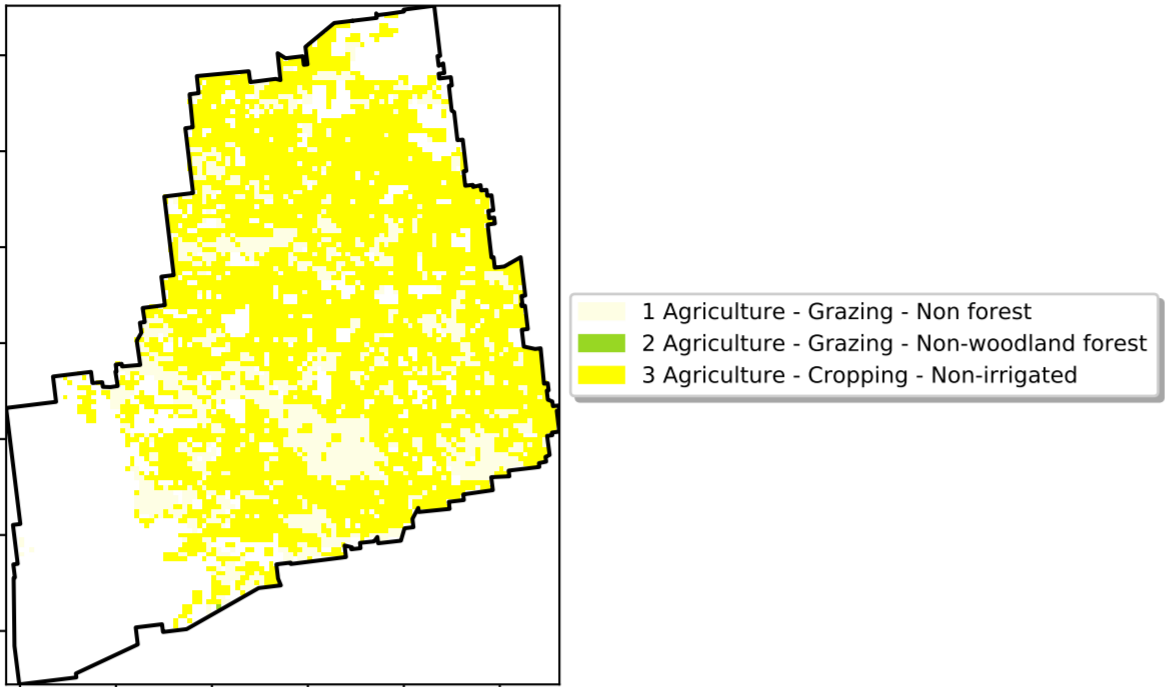 1 Agriculture - Grazing - Non forest
2 Agriculture - Grazing - Non-woodland forest
3 Agriculture - Cropping - Non-irrigated